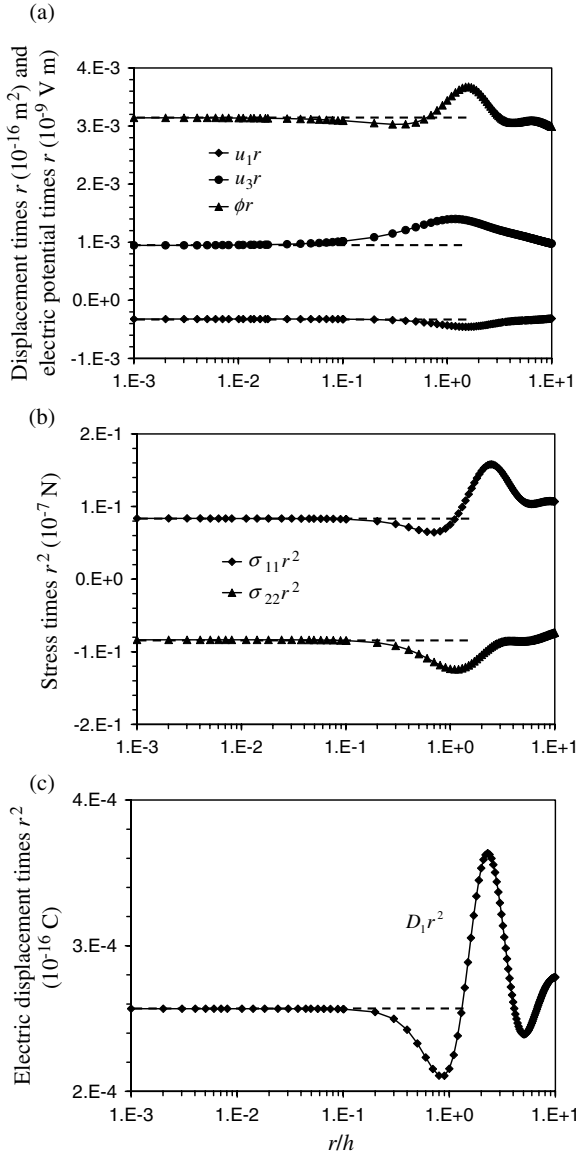 (a)
Displacement times r (10⁻¹⁶ m²) and
electric potential times r (10⁻⁹ V m)
4.E-3
3.E-3
2.E-3
1.E-3
0.E+0
-1.E-3
u₁r
u₃r
ϕr
1.E-3
1.E-2
1.E-1
1.E+0
1.E+1
(b)
Stress times r² (10⁻⁷ N)
2.E-1
1.E-1
0.E+0
-1.E-1
-2.E-1
σ₁₁r²
σ₂₂r²
1.E-3
1.E-2
1.E-1
1.E+0
1.E+1
(c)
Electric displacement times r²
(10⁻¹⁶ C)
4.E-4
3.E-4
2.E-4
D₁r²
1.E-3
1.E-2
1.E-1
1.E+0
1.E+1
r/h